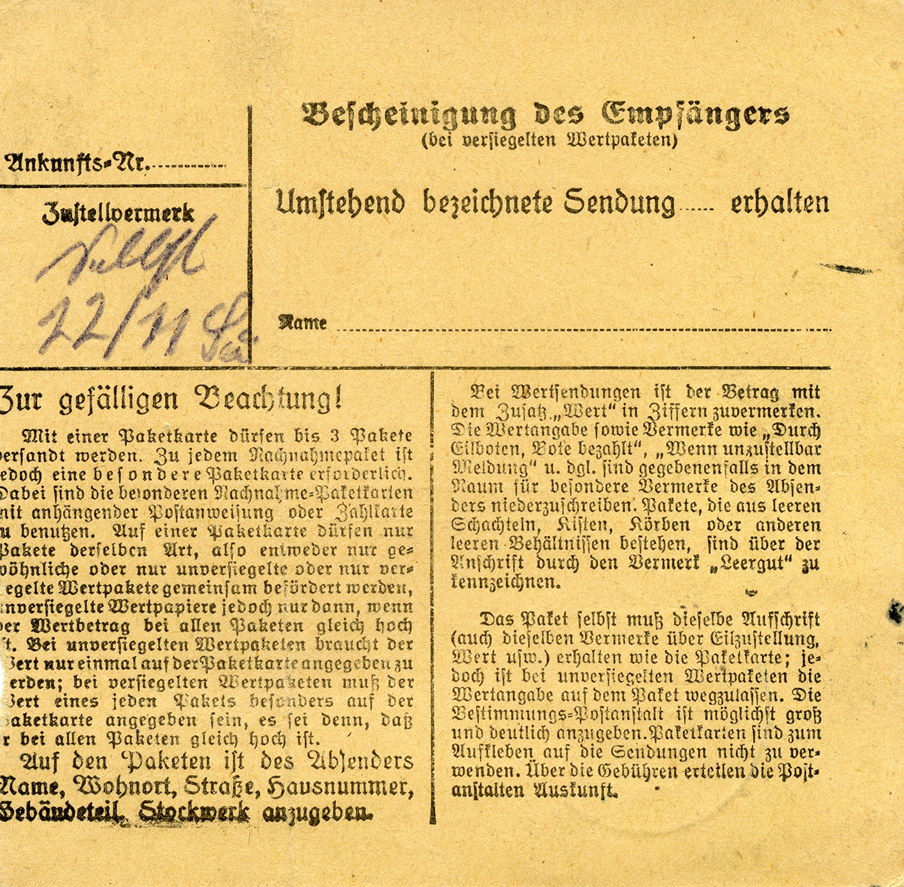 Ankunfts-Nr.
Zustellvermerk
22/11
Bescheinigung des Empfängers
(bei versiegelten Wertpaketen)
Umstehend bezeichnete Sendung ..... erhalten
Name
Zur gefälligen Beachtung!
Mit einer Paketkarte dürfen bis 3 Pakete
versandt werden. Zu jedem Nachnahmepaket ist
jedoch eine besondere Paketkarte erforderlich.
Dabei sind die besonderen Nachnahme-Paketkarten
mit anhängender Postanweisung oder Zahlkarte
zu benutzen. Auf einer Paketkarte dürfen nur
Pakete derselben Art, also entweder nur ge-
wöhnliche oder nur unversiegelte oder nur ver-
egelte Wertpakete gemeinsam befördert werden,
unversiegelte Wertpapiere jedoch nur dann, wenn
der Wertbetrag bei allen Paketen gleich hoch
t. Bei unversiegelten Wertpaketen braucht der
Wert nur einmal auf der Paketkarte angegeben zu
erden; bei versiegelten Wertpaketen muß der
Wert eines jeden Pakets besonders auf der
Paketkarte angegeben sein, es sei denn, daß
r bei allen Paketen gleich hoch ist.
Auf den Paketen ist des Absenders
Name, Wohnort, Straße, Hausnummer,
Gebäudeteil, Stockwerk anzugeben.
Bei Wertsendungen ist der Betrag mit
dem Zusatz „Wert“ in Ziffern zuvermerken.
Die Wertangabe sowie Vermerke wie „Durch
Eilboten, Bote bezahlt“, „Wenn unzustellbar
Meldung“ u. dgl. sind gegebenenfalls in dem
Raum für besondere Vermerke des Absen-
ders niederzuschreiben. Pakete, die aus leeren
Schachteln, Kisten, Körben oder anderen
leeren Behältnissen bestehen, sind über der
Anschrift durch den Vermerk „Leergut“ zu
kennzeichnen.
Das Paket selbst muß dieselbe Aufschrift
(auch dieselben Vermerke über Eilzustellung,
Wert usw.) erhalten wie die Paketkarte; je-
doch ist bei unversiegelten Wertpaketen die
Wertangabe auf dem Paket wegzulassen. Die
Bestimmungs-Postanstalt ist möglichst groß
und deutlich anzugeben. Paketkarten sind zum
Aufkleben auf die Sendungen nicht zu ver-
wenden. Über die Gebühren erteilen die Post-
anstalten Auskunft.